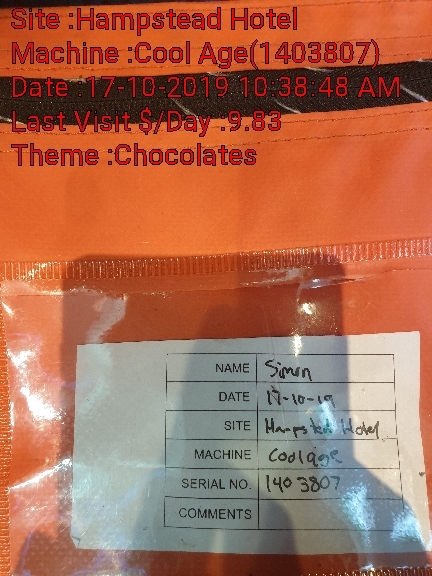 Site :Hampstead Hotel
Machine :Cool Age(1403807)
Date :17-10-2019 10:38:48 AM
Last Visit $/Day :9.83
Theme :Chocolates
NAME Simon
DATE 17-10-19
SITE Hampstead Hotel
MACHINE Coolage
SERIAL NO. 1403807
COMMENTS